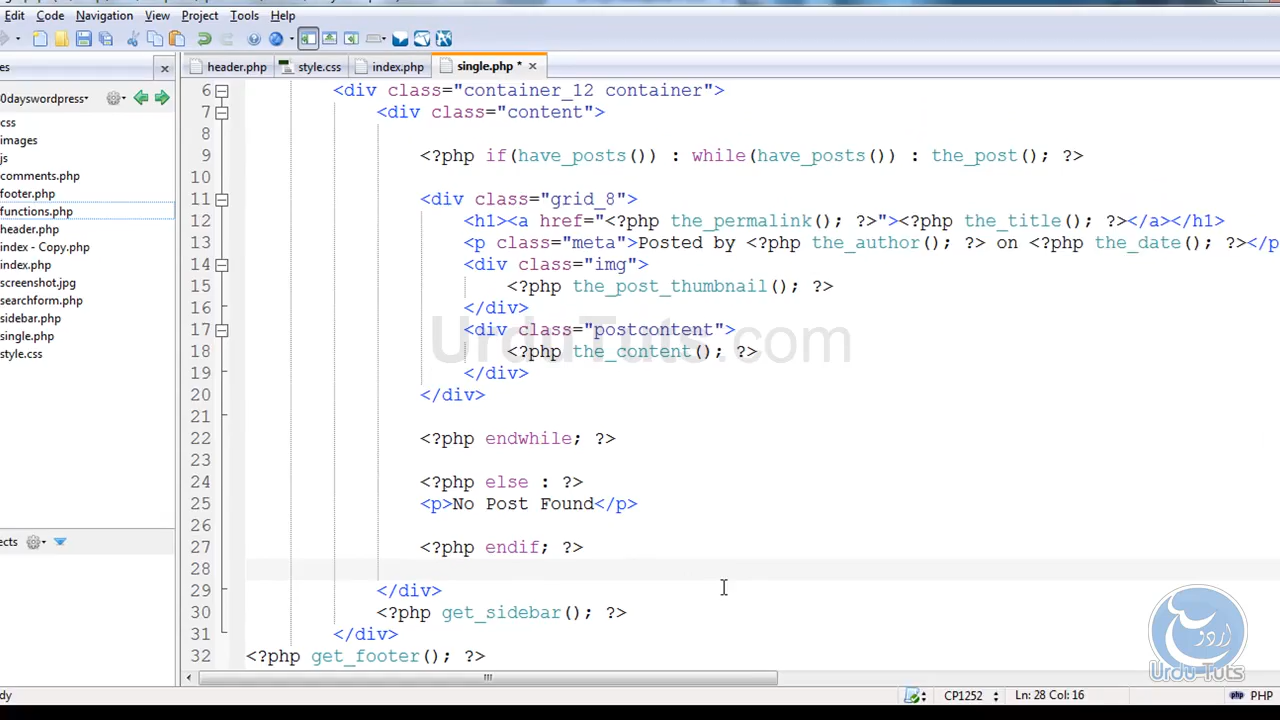 Edit Code Navigation View Project Tools Help
es
header.php style.css index.php single.php *
0dayswordpress
css
images
js
comments.php
footer.php
functions.php
header.php
index - Copy.php
index.php
screenshot.jpg
searchform.php
sidebar.php
single.php
style.css
ects
6 <div class="container_12 container">
7 <div class="content">
8
9 <?php if(have_posts()) : while(have_posts()) : the_post(); ?>
10
11 <div class="grid_8">
12 <h1><a href="<?php the_permalink(); ?>"><?php the_title(); ?></a></h1>
13 <p class="meta">Posted by <?php the_author(); ?> on <?php the_date(); ?></p
14 <div class="img">
15 <?php the_post_thumbnail(); ?>
16 </div>
17 <div class="postcontent">
18 <?php the_content(); ?>
19 </div>
20 </div>
21
22 <?php endwhile; ?>
23
24 <?php else : ?>
25 <p>No Post Found</p>
26
27 <?php endif; ?>
28
29 </div>
30 <?php get_sidebar(); ?>
31 </div>
32 <?php get_footer(); ?>
UrduTuts.com
اردو
Urdu Tuts
dy CP1252 Ln: 28 Col: 16 PHP